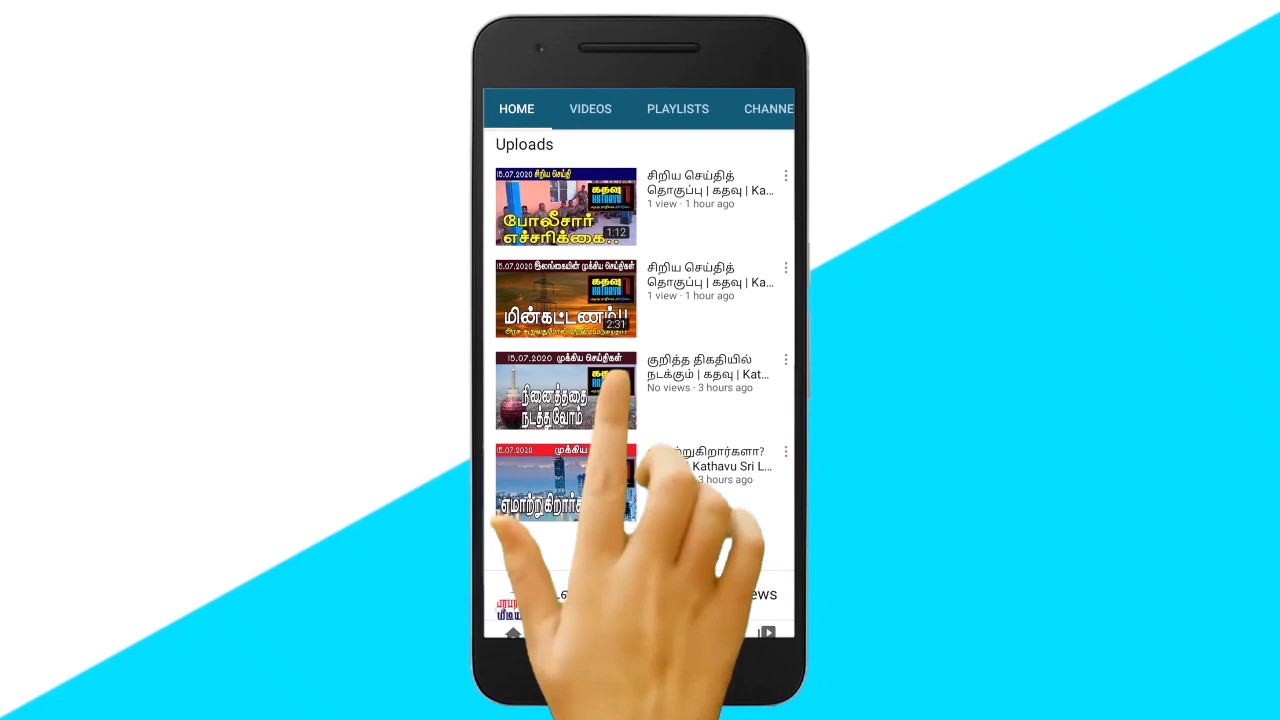 HOME VIDEOS PLAYLISTS CHANNE
Uploads
15.07.2020 சிறிய செய்தி
கதவு
KATHAVU
போலீசார்
எச்சரிக்கை..
1:12
சிறிய செய்தித்
தொகுப்பு | கதவு | Ka...
1 view · 1 hour ago
15.07.2020 இலங்கையின் முக்கிய செய்திகள்
கதவு
KATHAVU
மின்கட்டணம்!!
2:31
சிறிய செய்தித்
தொகுப்பு | கதவு | Ka...
1 view · 1 hour ago
15.07.2020 முக்கிய செய்திகள்
நினைத்ததை
நடத்துவோம்
குறித்த திகதியில்
நடக்கும் | கதவு | Kat...
No views · 3 hours ago
15.07.2020 முக்கிய
ஏமாற்றுகிறார்க
ற்றுகிறார்களா?
Kathavu Sri L...
3 hours ago
ews